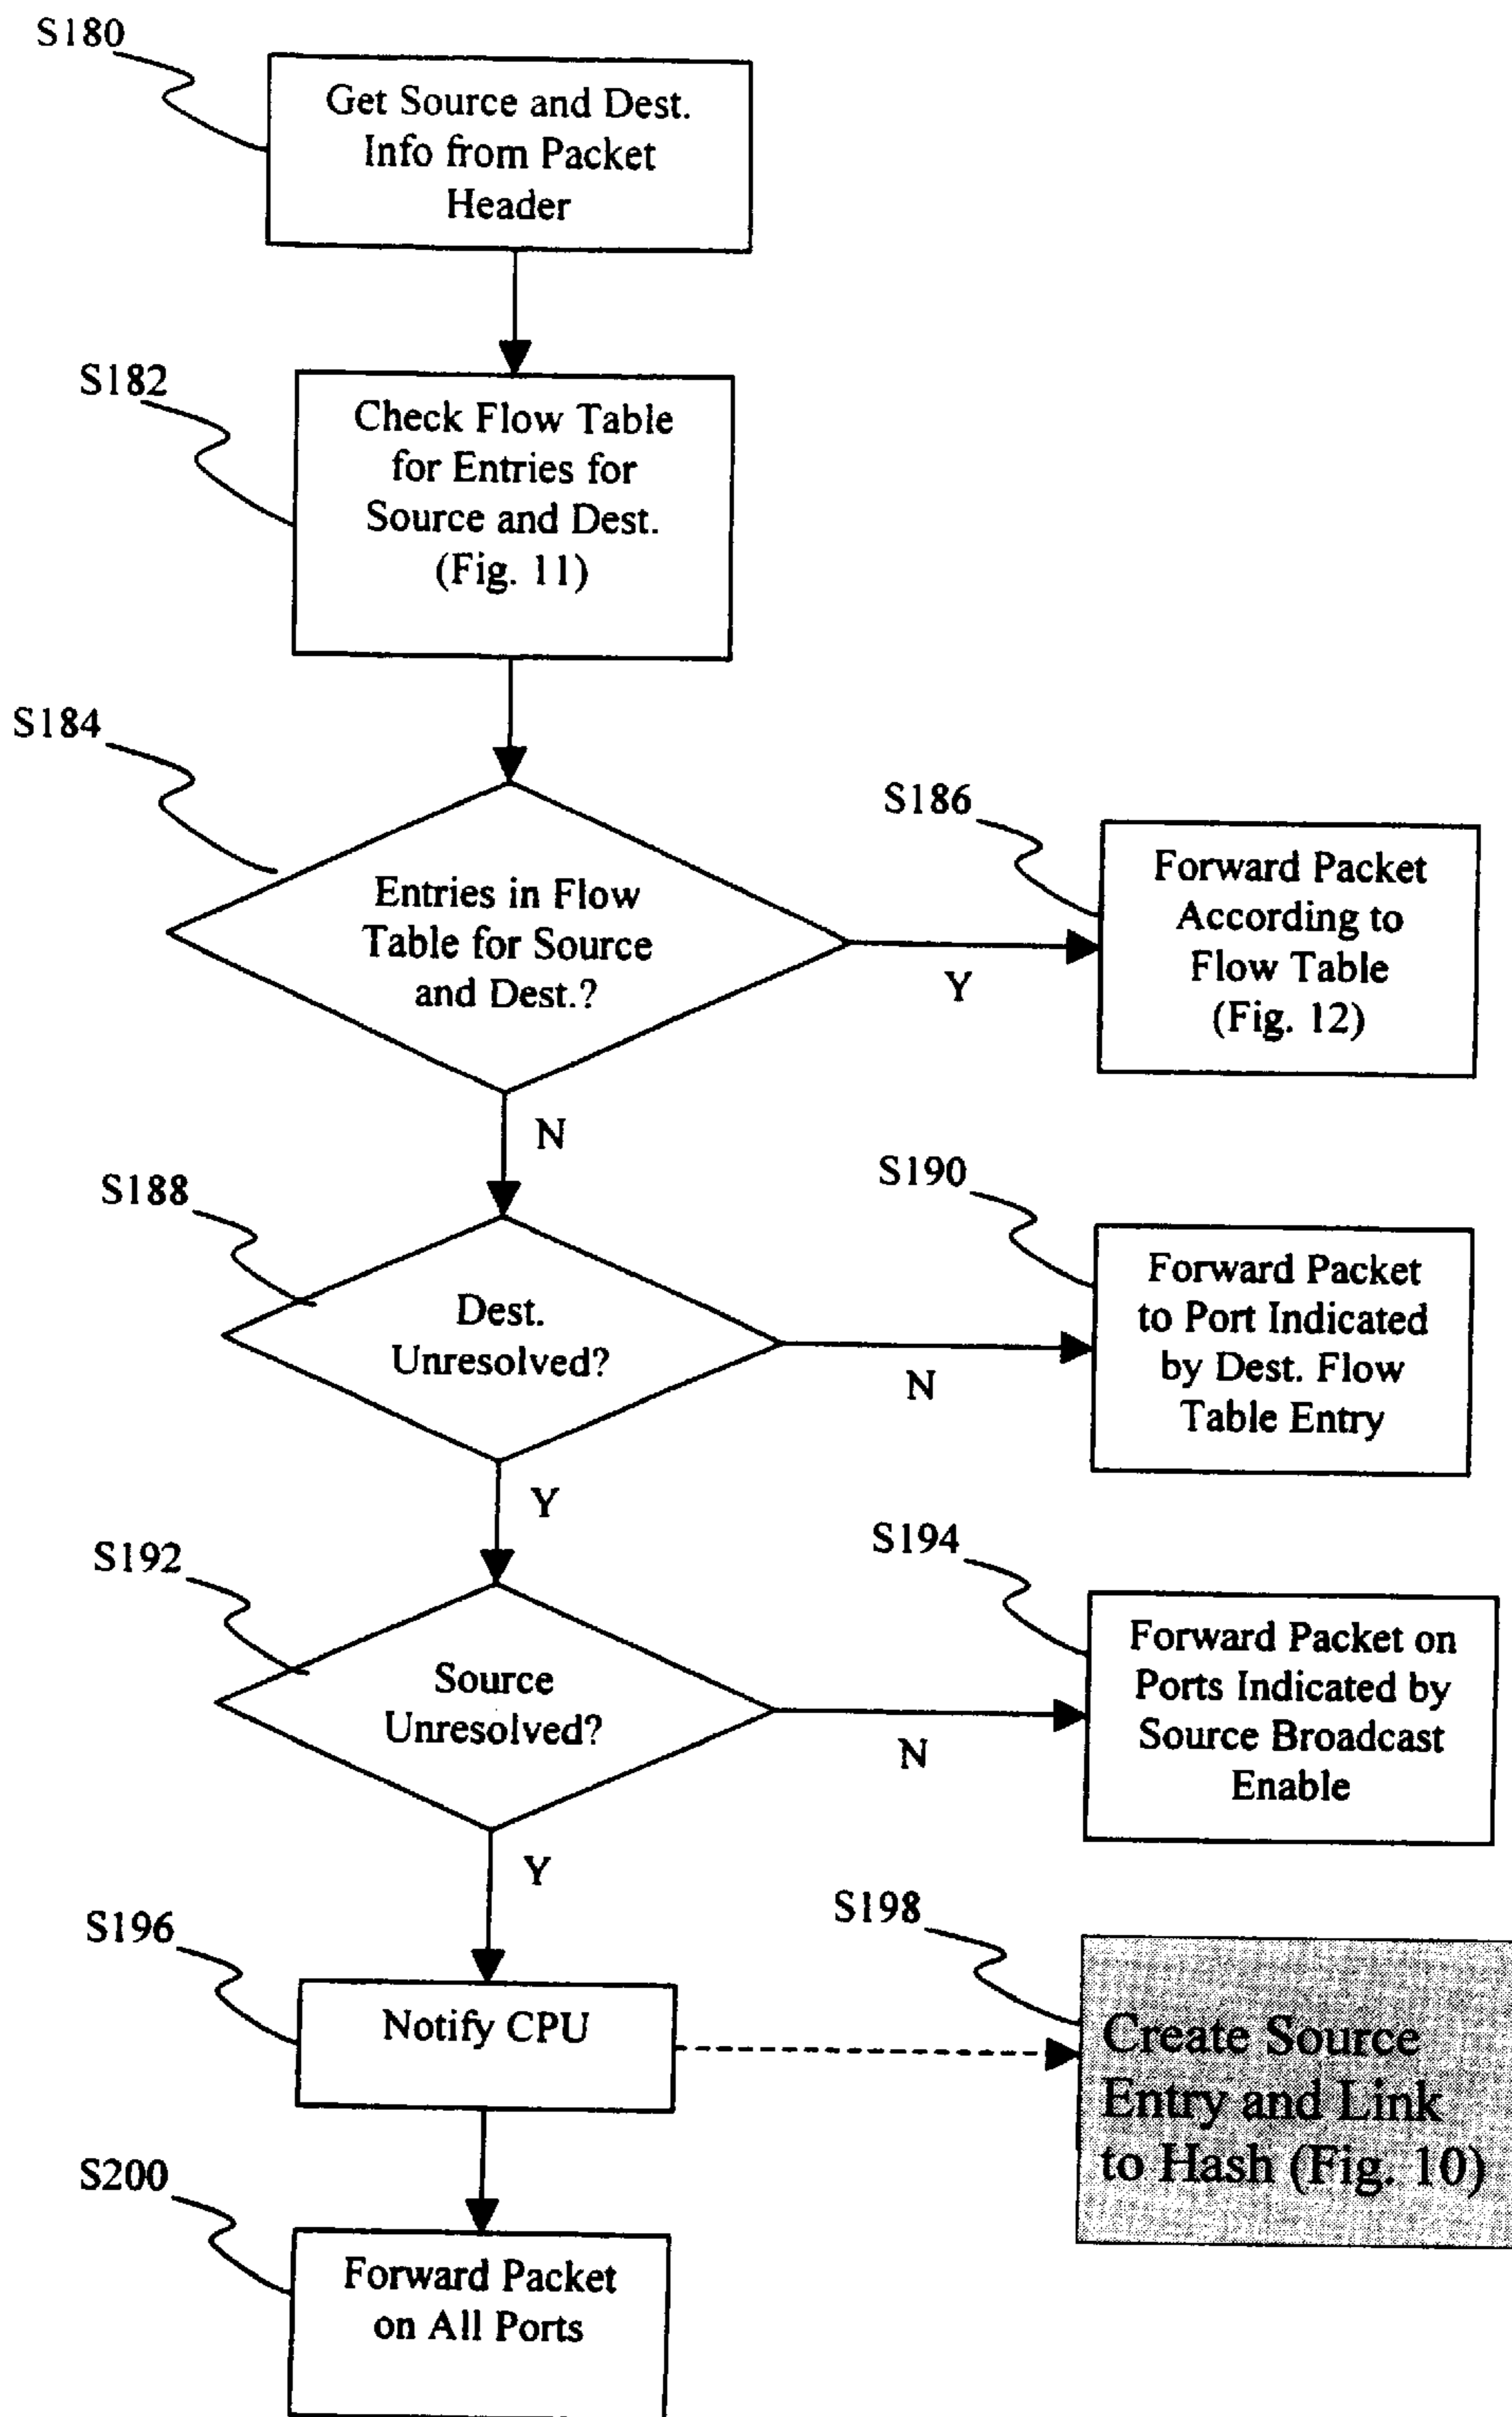 S180
Get Source and Dest.
Info from Packet
Header
S182
Check Flow Table
for Entries for
Source and Dest.
(Fig. 11)
S184
Entries in Flow
Table for Source
and Dest.?
Y
S186
Forward Packet
According to
Flow Table
(Fig. 12)
N
S188
Dest.
Unresolved?
N
S190
Forward Packet
to Port Indicated
by Dest. Flow
Table Entry
Y
S192
Source
Unresolved?
N
S194
Forward Packet on
Ports Indicated by
Source Broadcast
Enable
Y
S196
Notify CPU
S198
Create Source
Entry and Link
to Hash (Fig. 10)
S200
Forward Packet
on All Ports